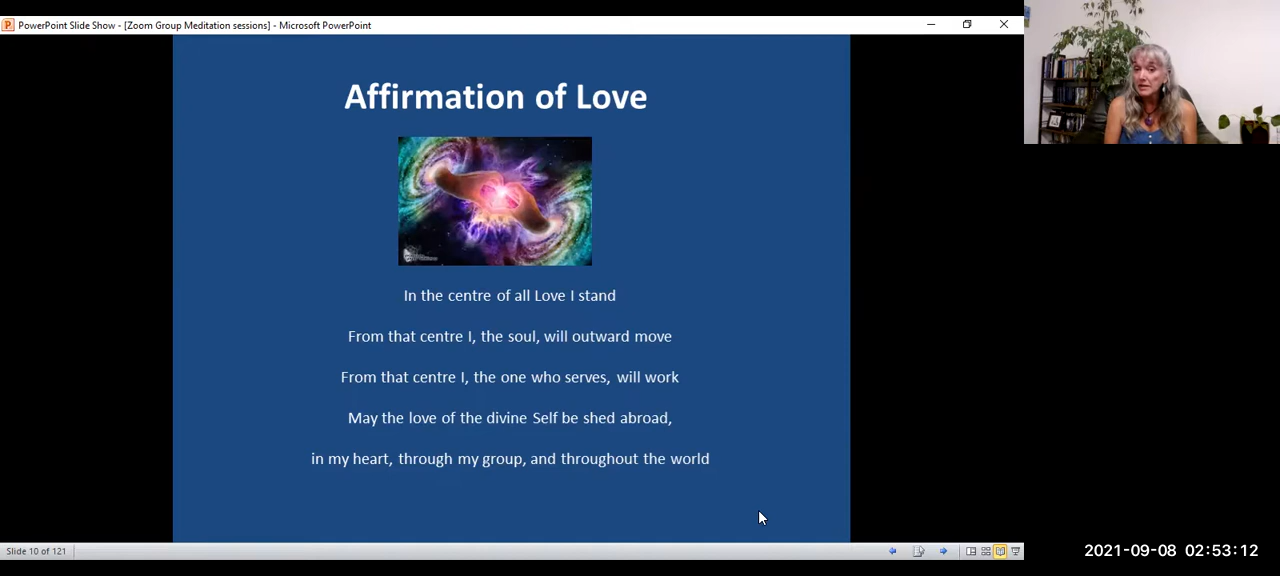 PowerPoint Slide Show - [Zoom Group Meditation sessions] - Microsoft PowerPoint
Affirmation of Love
In the centre of all Love I stand
From that centre I, the soul, will outward move
From that centre I, the one who serves, will work
May the love of the divine Self be shed abroad,
in my heart, through my group, and throughout the world
Slide 10 of 121
2021-09-08 02:53:12